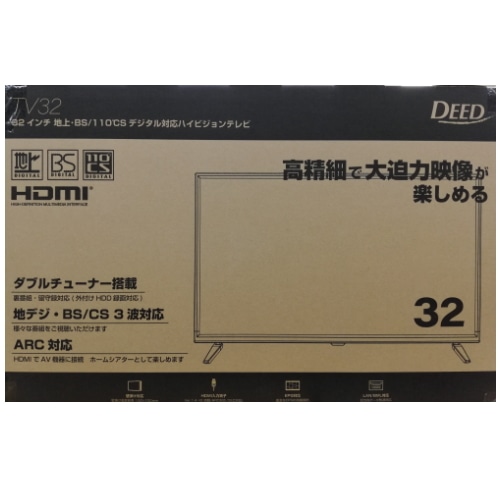 TV32
32インチ 地上・BS/110℃Sデジタル対応ハイビジョンテレビ
DEED
地上
DIGITAL
BS
DIGITAL
110
CS
DIGITAL
HDMI
HIGH-DEFINITION MULTIMEDIA INTERFACE
高精細で大迫力映像が
楽しめる
ダブルチューナー搭載
裏番組・留守録対応(外付けHDD録画対応)
地デジ・BS/CS 3波対応
様々な番組をご視聴いただけます
ARC 対応
HDMIでAV機器に接続 ホームシアターとして楽しめます
32